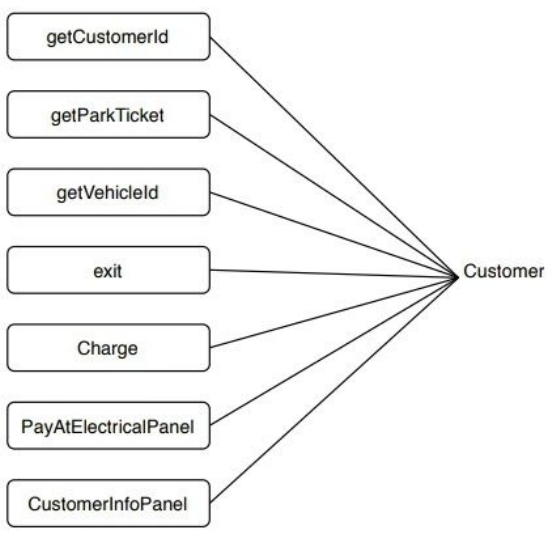 getCustomerId
getParkTicket
getVehicleId
exit
Customer
Charge
PayAtElectricalPanel
CustomerInfoPanel